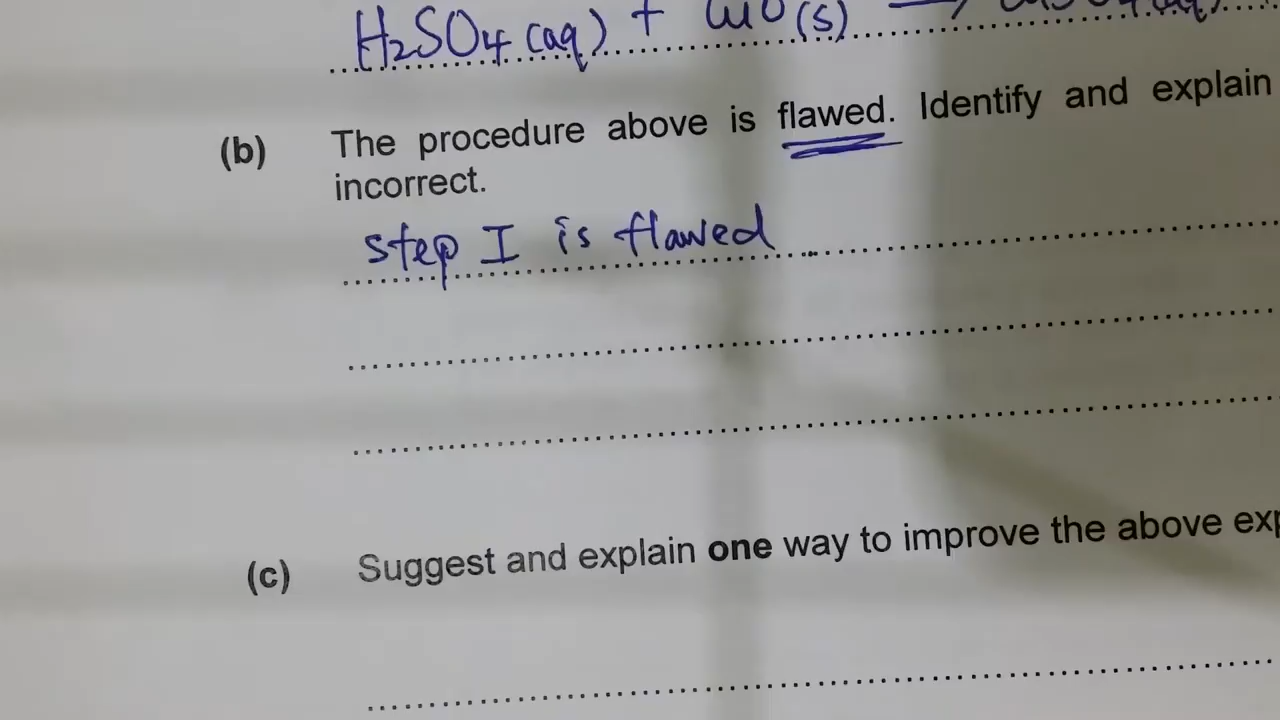 H₂SO₄ (aq) + CuO (s) →
(b) The procedure above is flawed. Identify and explain
incorrect.
step I is flawed
(c) Suggest and explain one way to improve the above